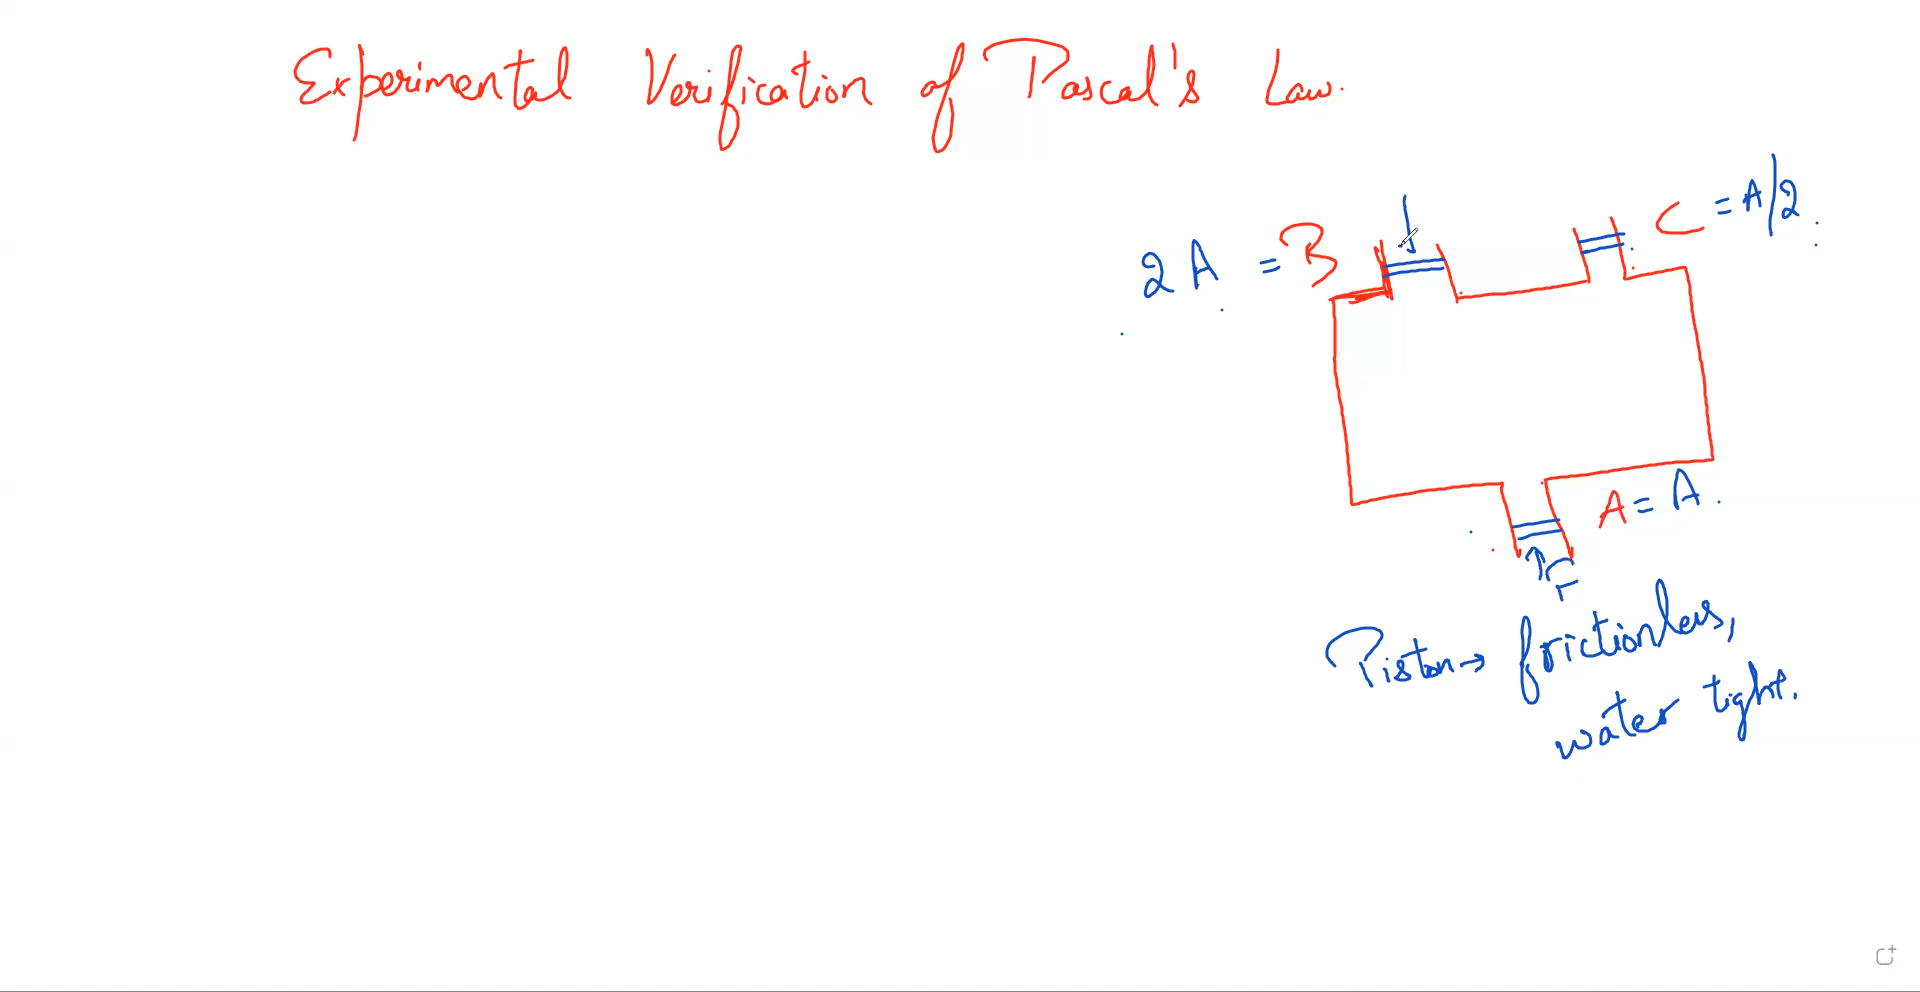 Experimental Verification of Pascal's Law.
C = A/2
2A = B
A = A.
F
Piston → frictionless,
water tight.